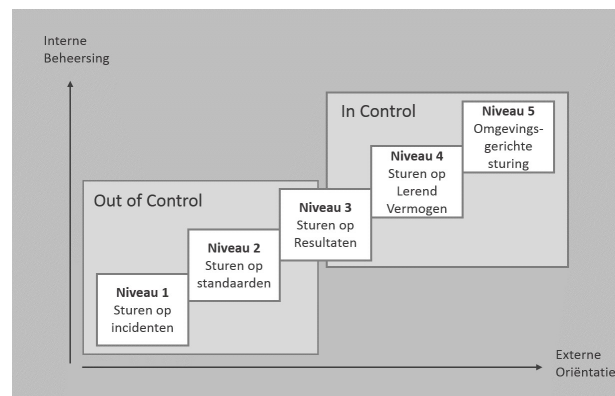 Interne
Beheersing
In Control
Niveau 5
Omgevings-
gerichte
sturing
Niveau 4
Sturen op
Lerend
Vermogen
Out of Control
Niveau 3
Sturen op
Resultaten
Niveau 2
Sturen op
standaarden
Niveau 1
Sturen op
incidenten
Externe
Oriëntatie